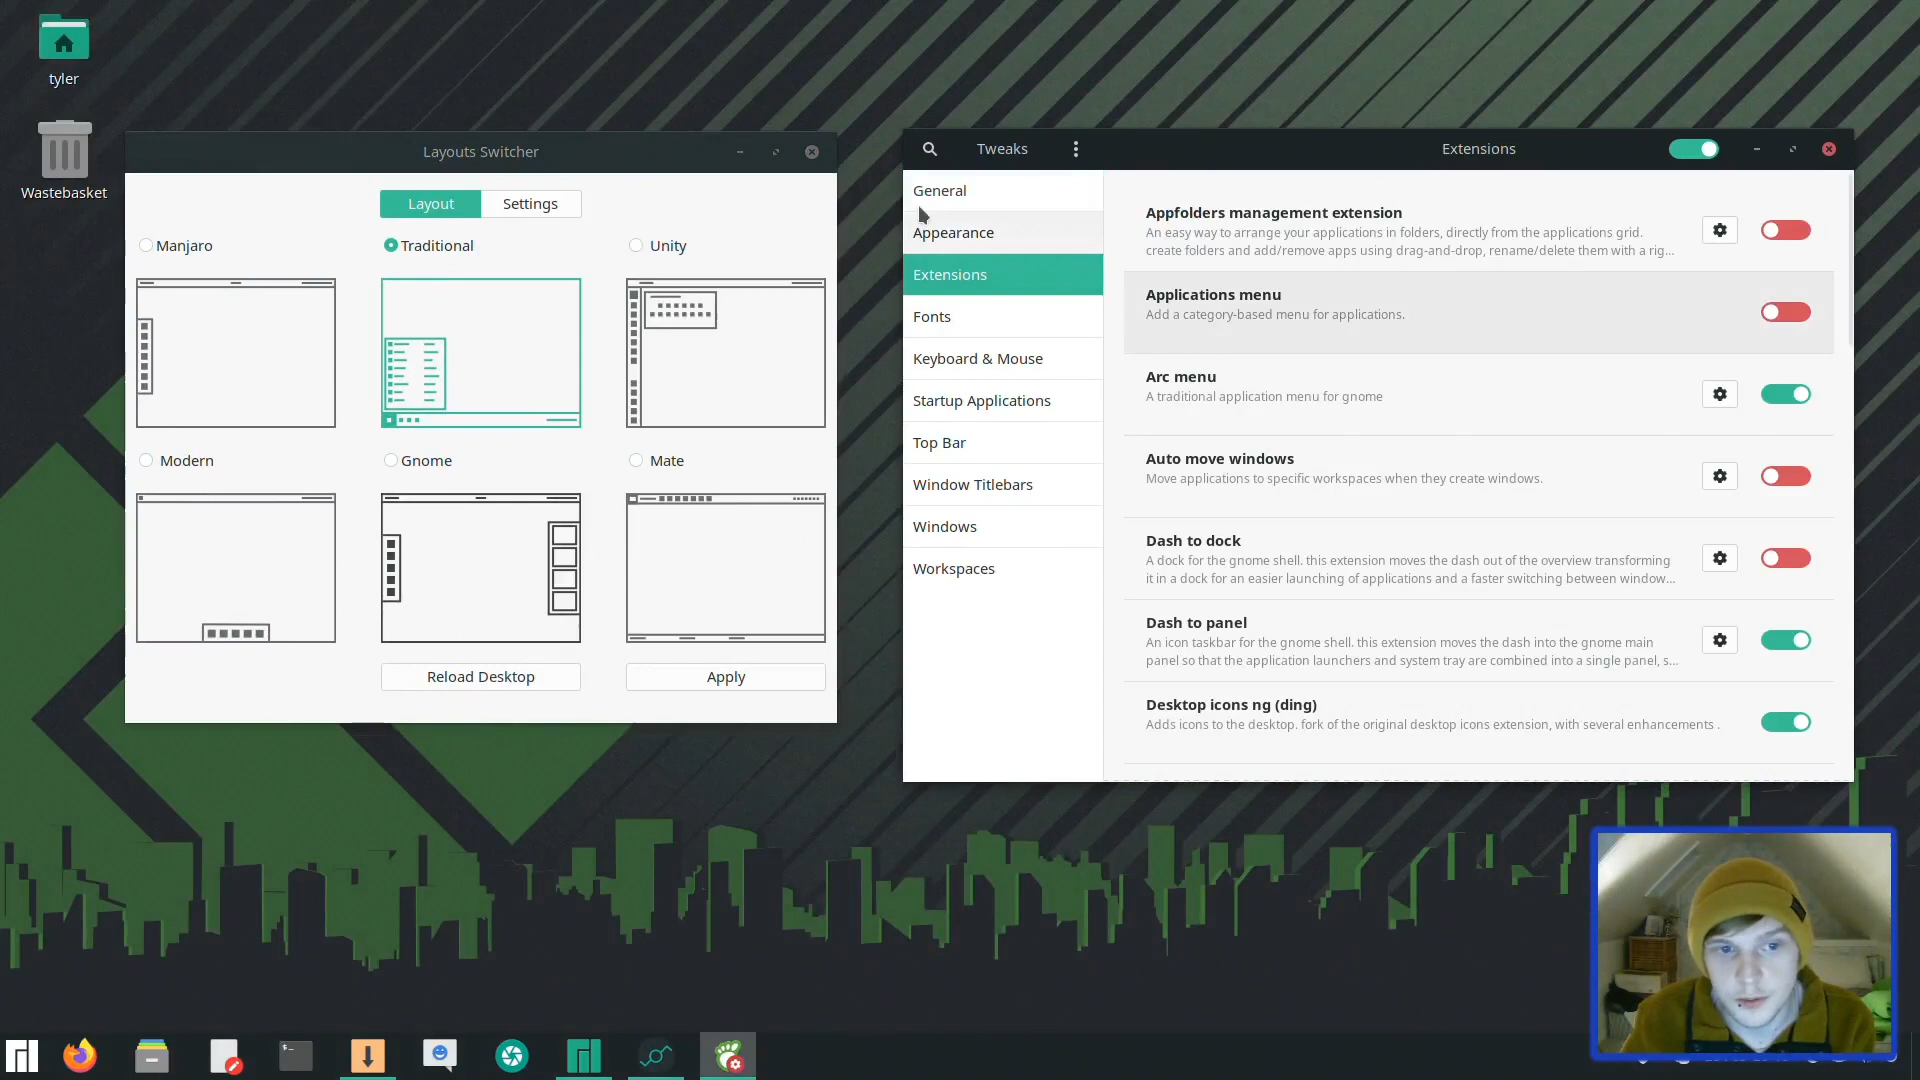 tyler
Wastebasket
Layouts Switcher
Layout
Settings
Manjaro
Traditional
Unity
Modern
Gnome
Mate
Reload Desktop
Apply
Tweaks
Extensions
General
Appearance
Extensions
Fonts
Keyboard & Mouse
Startup Applications
Top Bar
Window Titlebars
Windows
Workspaces
Appfolders management extension
An easy way to arrange your applications in folders, directly from the applications grid.
create folders and add/remove apps using drag-and-drop, rename/delete them with a rig...
Applications menu
Add a category-based menu for applications.
Arc menu
A traditional application menu for gnome
Auto move windows
Move applications to specific workspaces when they create windows.
Dash to dock
A dock for the gnome shell. this extension moves the dash out of the overview transforming
it in a dock for an easier launching of applications and a faster switching between window...
Dash to panel
An icon taskbar for the gnome shell. this extension moves the dash into the gnome main
panel so that the application launchers and system tray are combined into a single panel, s...
Desktop icons ng (ding)
Adds icons to the desktop. fork of the original desktop icons extension, with several enhancements .